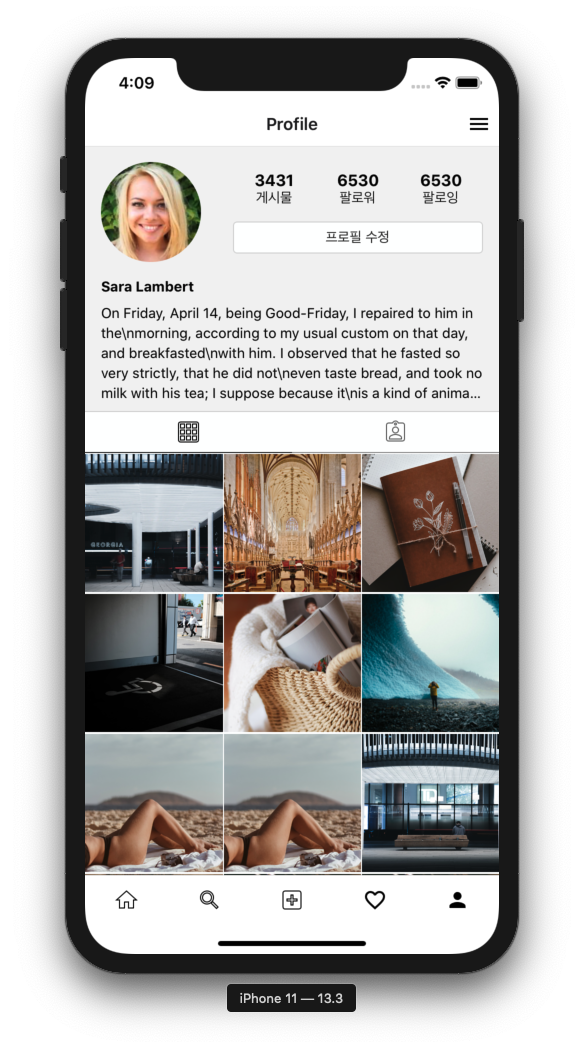 4:09
Profile
3431 6530 6530
게시물 팔로워 팔로잉
프로필 수정
Sara Lambert
On Friday, April 14, being Good-Friday, I repaired to him in
the\nmorning, according to my usual custom on that day,
and breakfasted\nwith him. I observed that he fasted so
very strictly, that he did not\neven taste bread, and took no
milk with his tea; I suppose because it\nis a kind of anima...
GEORGIA
iPhone 11 — 13.3